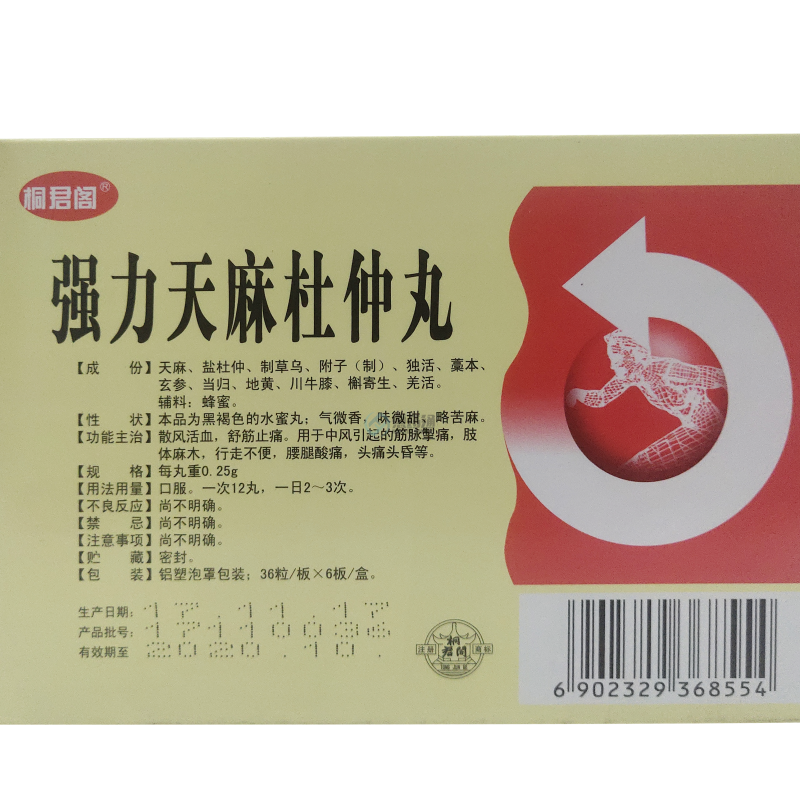 桐君阁®
强力天麻杜仲丸
【成 份】天麻、盐杜仲、制草乌、附子（制）、独活、藁本、
玄参、当归、地黄、川牛膝、槲寄生、羌活。
辅料：蜂蜜。
【性 状】本品为黑褐色的水蜜丸；气微香，味微甜，略苦麻。
【功能主治】散风活血，舒筋止痛。用于中风引起的筋脉掣痛，肢
体麻木，行走不便，腰腿酸痛，头痛头昏等。
【规 格】每丸重0.25g
【用法用量】口服。一次12丸，一日2～3次。
【不良反应】尚不明确。
【禁 忌】尚不明确。
【注意事项】尚不明确。
【贮 藏】密封。
【包 装】铝塑泡罩包装；36粒/板×6板/盒。
生产日期：17.11.17
产品批号：17110036
有效期至 2020.10.
注册 桐君阁 商标
6 902329 368554